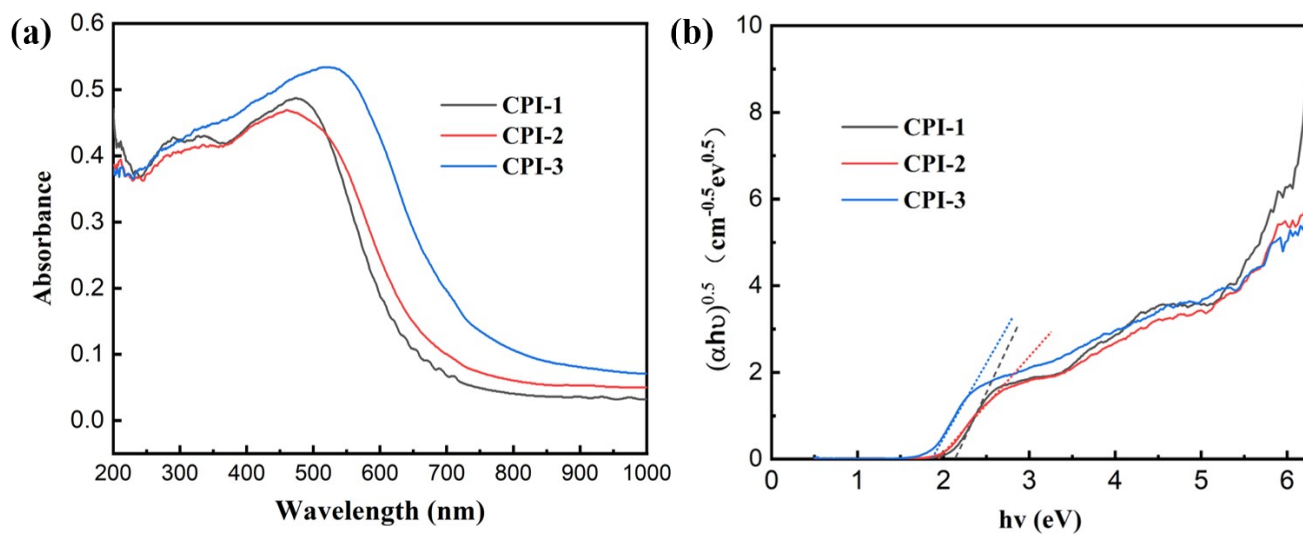 (a)
0.6
0.5
0.4
0.3
0.2
0.1
0.0
Absorbance
CPI-1
CPI-2
CPI-3
200 300 400 500 600 700 800 900 1000
Wavelength (nm)
(b)
10
8
6
4
2
0
(αhυ)^0.5 (cm^-0.5ev^0.5)
CPI-1
CPI-2
CPI-3
0 1 2 3 4 5 6
hv (eV)